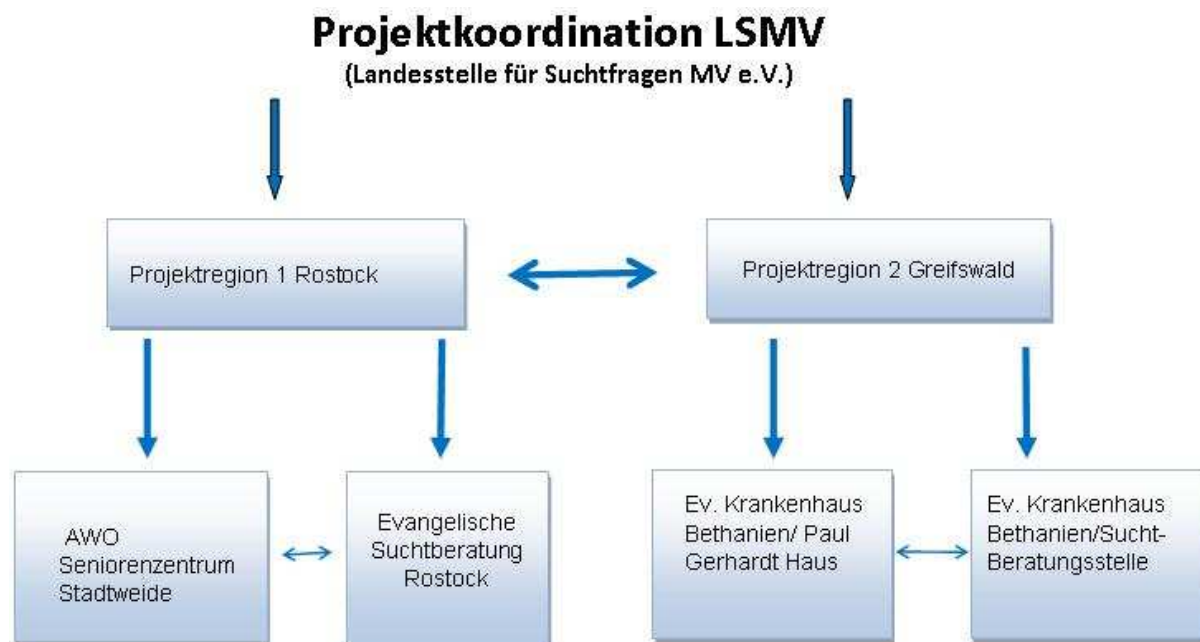 Projektkoordination LSMV
(Landesstelle für Suchtfragen MV e.V.)
Projektregion 1 Rostock
Projektregion 2 Greifswald
AWO
Seniorenzentrum
Stadtweide
Evangelische
Suchtberatung
Rostock
Ev. Krankenhaus
Bethanien/ Paul
Gerhardt Haus
Ev. Krankenhaus
Bethanien/Sucht-
Beratungsstelle